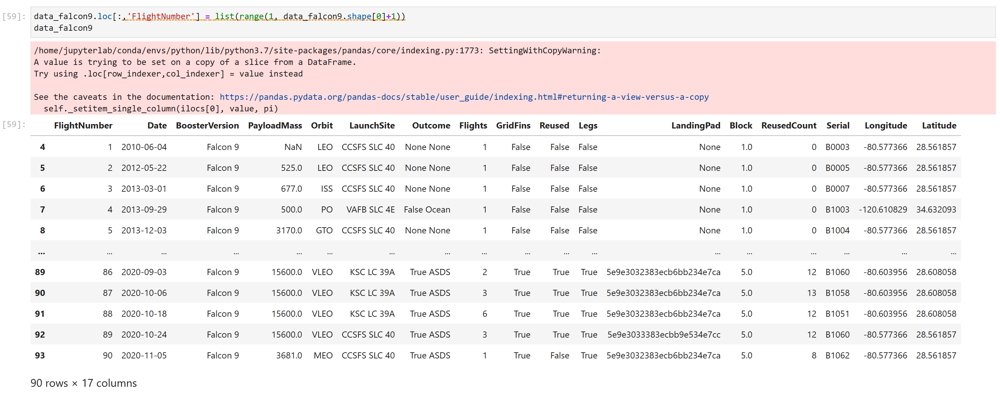 [59]: data_falcon9.loc[:,'FlightNumber'] = list(range(1, data_falcon9.shape[0]+1))
data_falcon9
/home/jupyterlab/conda/envs/python/lib/python3.7/site-packages/pandas/core/indexing.py:1773: SettingWithCopyWarning:
A value is trying to be set on a copy of a slice from a DataFrame.
Try using .loc[row_indexer,col_indexer] = value instead
See the caveats in the documentation: https://pandas.pydata.org/pandas-docs/stable/user_guide/indexing.html#returning-a-view-versus-a-copy
self._setitem_single_column(ilocs[0], value, pi)
[59]: FlightNumber Date BoosterVersion PayloadMass Orbit LaunchSite Outcome Flights GridFins Reused Legs LandingPad Block ReusedCount Serial Longitude Latitude
4 1 2010-06-04 Falcon 9 NaN LEO CCSFS SLC 40 None None 1 False False False None 1.0 0 B0003 -80.577366 28.561857
5 2 2012-05-22 Falcon 9 525.0 LEO CCSFS SLC 40 None None 1 False False False None 1.0 0 B0005 -80.577366 28.561857
6 3 2013-03-01 Falcon 9 677.0 ISS CCSFS SLC 40 None None 1 False False False None 1.0 0 B0007 -80.577366 28.561857
7 4 2013-09-29 Falcon 9 500.0 PO VAFB SLC 4E False Ocean 1 False False False None 1.0 0 B1003 -120.610829 34.632093
8 5 2013-12-03 Falcon 9 3170.0 GTO CCSFS SLC 40 None None 1 False False False None 1.0 0 B1004 -80.577366 28.561857
... ... ... ... ... ... ... ... ... ... ... ... ... ... ... ... ... ...
89 86 2020-09-03 Falcon 9 15600.0 VLEO KSC LC 39A True ASDS 2 True True True 5e9e3032383ecb6bb234e7ca 5.0 12 B1060 -80.603956 28.608058
90 87 2020-10-06 Falcon 9 15600.0 VLEO KSC LC 39A True ASDS 3 True True True 5e9e3032383ecb6bb234e7ca 5.0 13 B1058 -80.603956 28.608058
91 88 2020-10-18 Falcon 9 15600.0 VLEO KSC LC 39A True ASDS 6 True True True 5e9e3032383ecb6bb234e7ca 5.0 12 B1051 -80.603956 28.608058
92 89 2020-10-24 Falcon 9 15600.0 VLEO CCSFS SLC 40 True ASDS 3 True True True 5e9e3033383ecbb9e534e7cc 5.0 12 B1060 -80.577366 28.561857
93 90 2020-11-05 Falcon 9 3681.0 MEO CCSFS SLC 40 True ASDS 1 True False True 5e9e3032383ecb6bb234e7ca 5.0 8 B1062 -80.577366 28.561857
90 rows × 17 columns